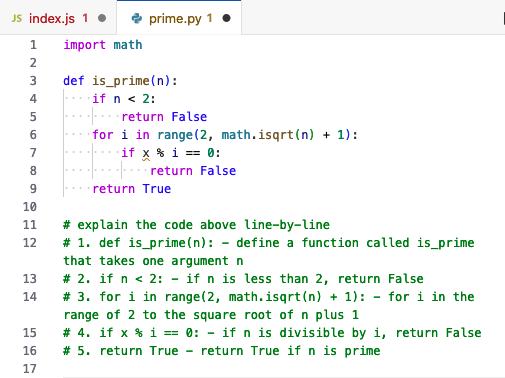 JS index.js 1 ●
prime.py 1 ●
1 import math
2
3 def is_prime(n):
4 ····if n < 2:
5 ········return False
6 ····for i in range(2, math.isqrt(n) + 1):
7 ········if x % i == 0:
8 ············return False
9 ····return True
10
11 # explain the code above line-by-line
12 # 1. def is_prime(n): - define a function called is_prime
that takes one argument n
13 # 2. if n < 2: - if n is less than 2, return False
14 # 3. for i in range(2, math.isqrt(n) + 1): - for i in the
range of 2 to the square root of n plus 1
15 # 4. if x % i == 0: - if n is divisible by i, return False
16 # 5. return True - return True if n is prime
17